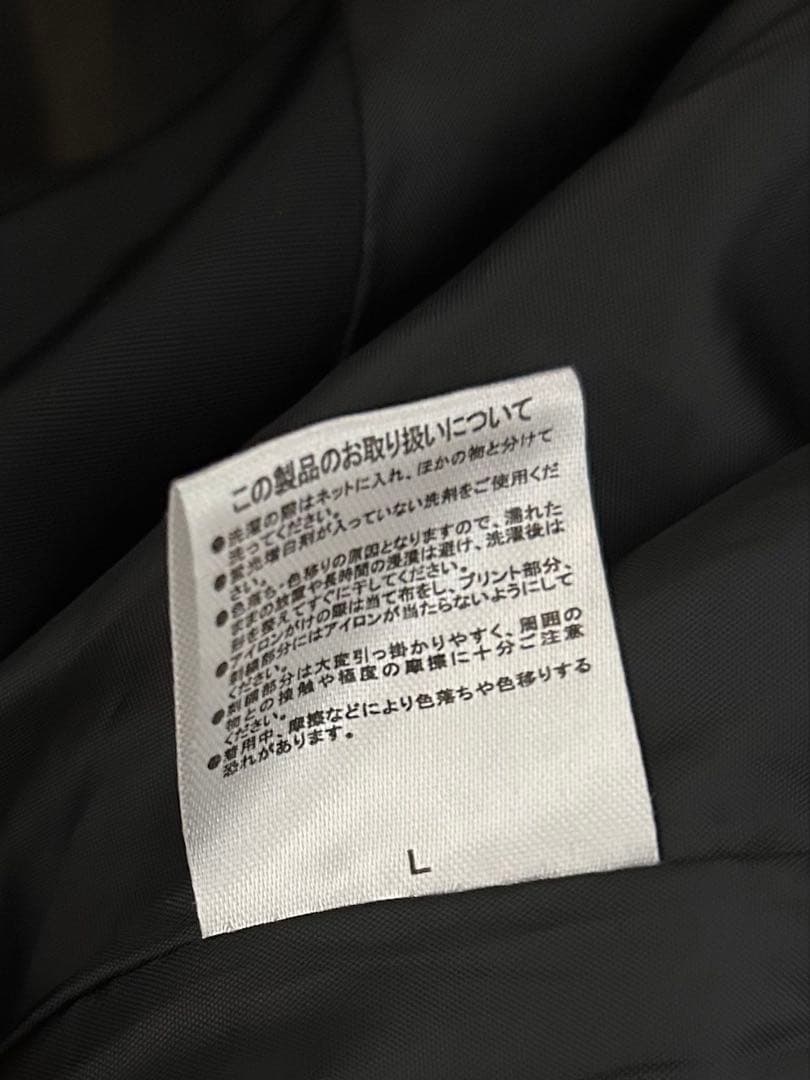 この製品のお取り扱いについて
●洗濯の際はネットに入れ、ほかの物と分けて
洗ってください。
●蛍光増白剤が入っていない洗剤をご使用くだ
さい。
●色落ち・色移りの原因となりますので、濡れた
ままの放置や長時間の浸漬は避け、洗濯後は
形を整えてすぐに干してください。
●アイロンがけの際は当て布をし、プリント部分、
刺繍部分にはアイロンが当たらないようにして
ください。
●刺繍部分は大変引っ掛かりやすく、周囲の
物との接触や極度の摩擦に十分ご注意
ください。
●着用中、摩擦などにより色落ちや色移りする
恐れがあります。
L